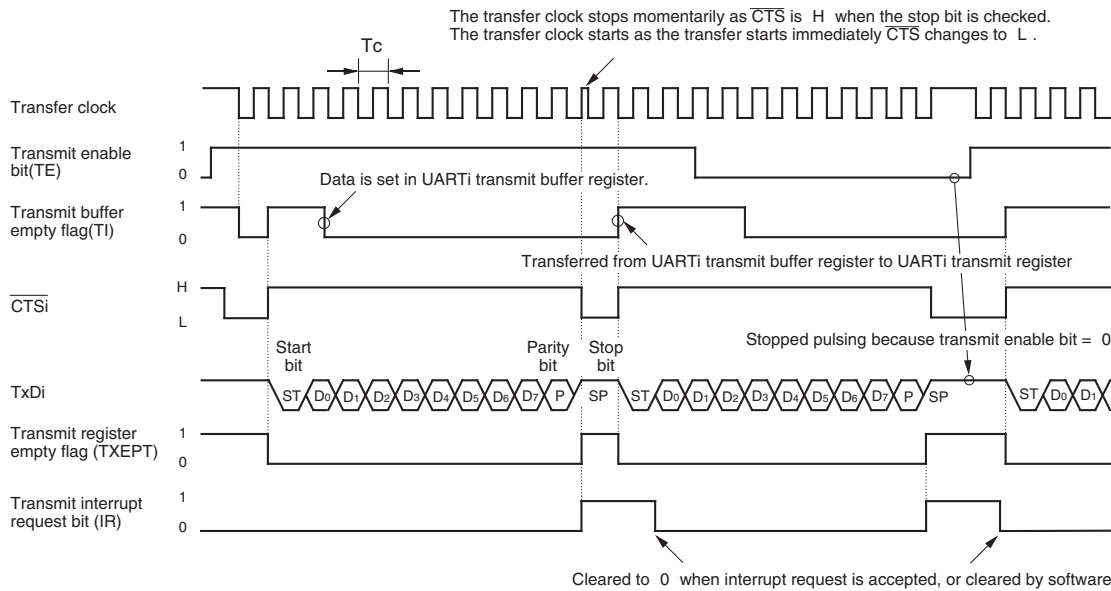 The transfer clock stops momentarily as CTS is H when the stop bit is checked.
The transfer clock starts as the transfer starts immediately CTS changes to L .
Tc
Transfer clock
Transmit enable
bit(TE)
1
0
Data is set in UARTi transmit buffer register.
Transmit buffer
empty flag(TI)
1
0
Transferred from UARTi transmit buffer register to UARTi transmit register
CTSi
H
L
Stopped pulsing because transmit enable bit = 0
Start
bit
Parity
bit
Stop
bit
TxDi
ST D0 D1 D2 D3 D4 D5 D6 D7 P SP ST D0 D1 D2 D3 D4 D5 D6 D7 P SP ST D0 D1
Transmit register
empty flag (TXEPT)
1
0
Transmit interrupt
request bit (IR)
1
0
Cleared to 0 when interrupt request is accepted, or cleared by software